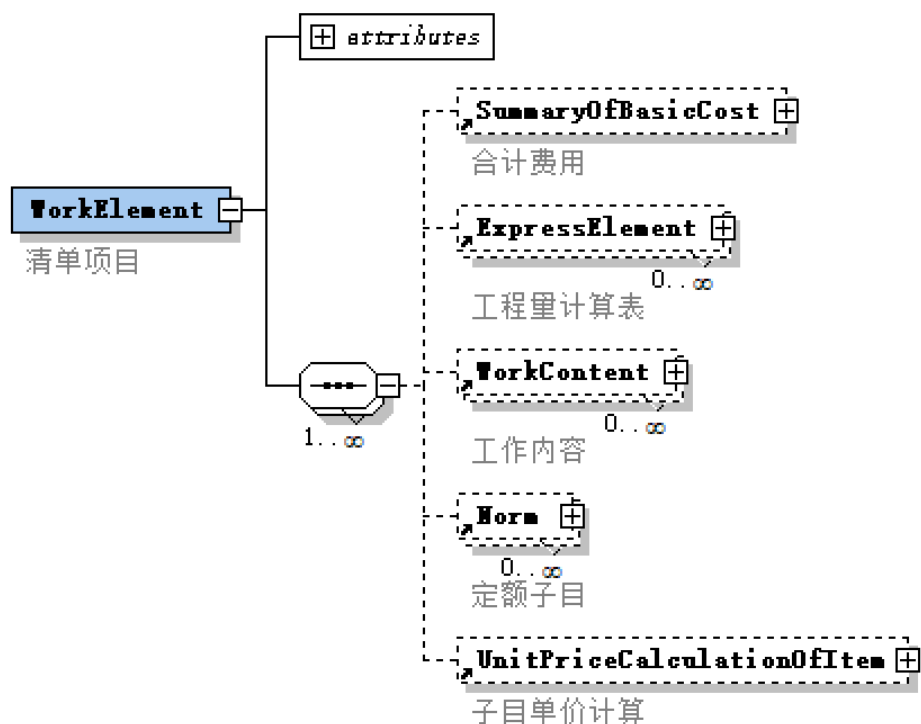 attributes
SummaryOfBasicCost
合计费用
WorkElement
清单项目
ExpressElement
0..∞
工程量计算表
WorkContent
0..∞
工作内容
1..∞
Norm
0..∞
定额子目
UnitPriceCalculationOfItem
子目单价计算